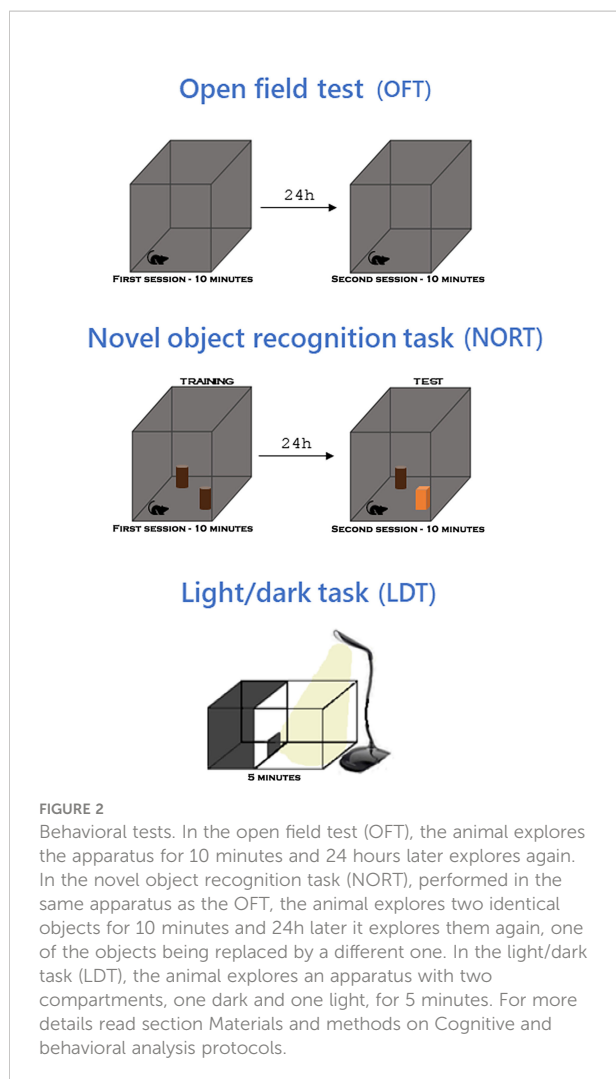 Open field test (OFT)
24h
FIRST SESSION - 10 MINUTES
SECOND SESSION - 10 MINUTES
Novel object recognition task (NORT)
TRAINING
TEST
24h
FIRST SESSION - 10 MINUTES
SECOND SESSION - 10 MINUTES
Light/dark task (LDT)
5 MINUTES
FIGURE 2
Behavioral tests. In the open field test (OFT), the animal explores
the apparatus for 10 minutes and 24 hours later explores again.
In the novel object recognition task (NORT), performed in the
same apparatus as the OFT, the animal explores two identical
objects for 10 minutes and 24h later it explores them again, one
of the objects being replaced by a different one. In the light/dark
task (LDT), the animal explores an apparatus with two
compartments, one dark and one light, for 5 minutes. For more
details read section Materials and methods on Cognitive and
behavioral analysis protocols.